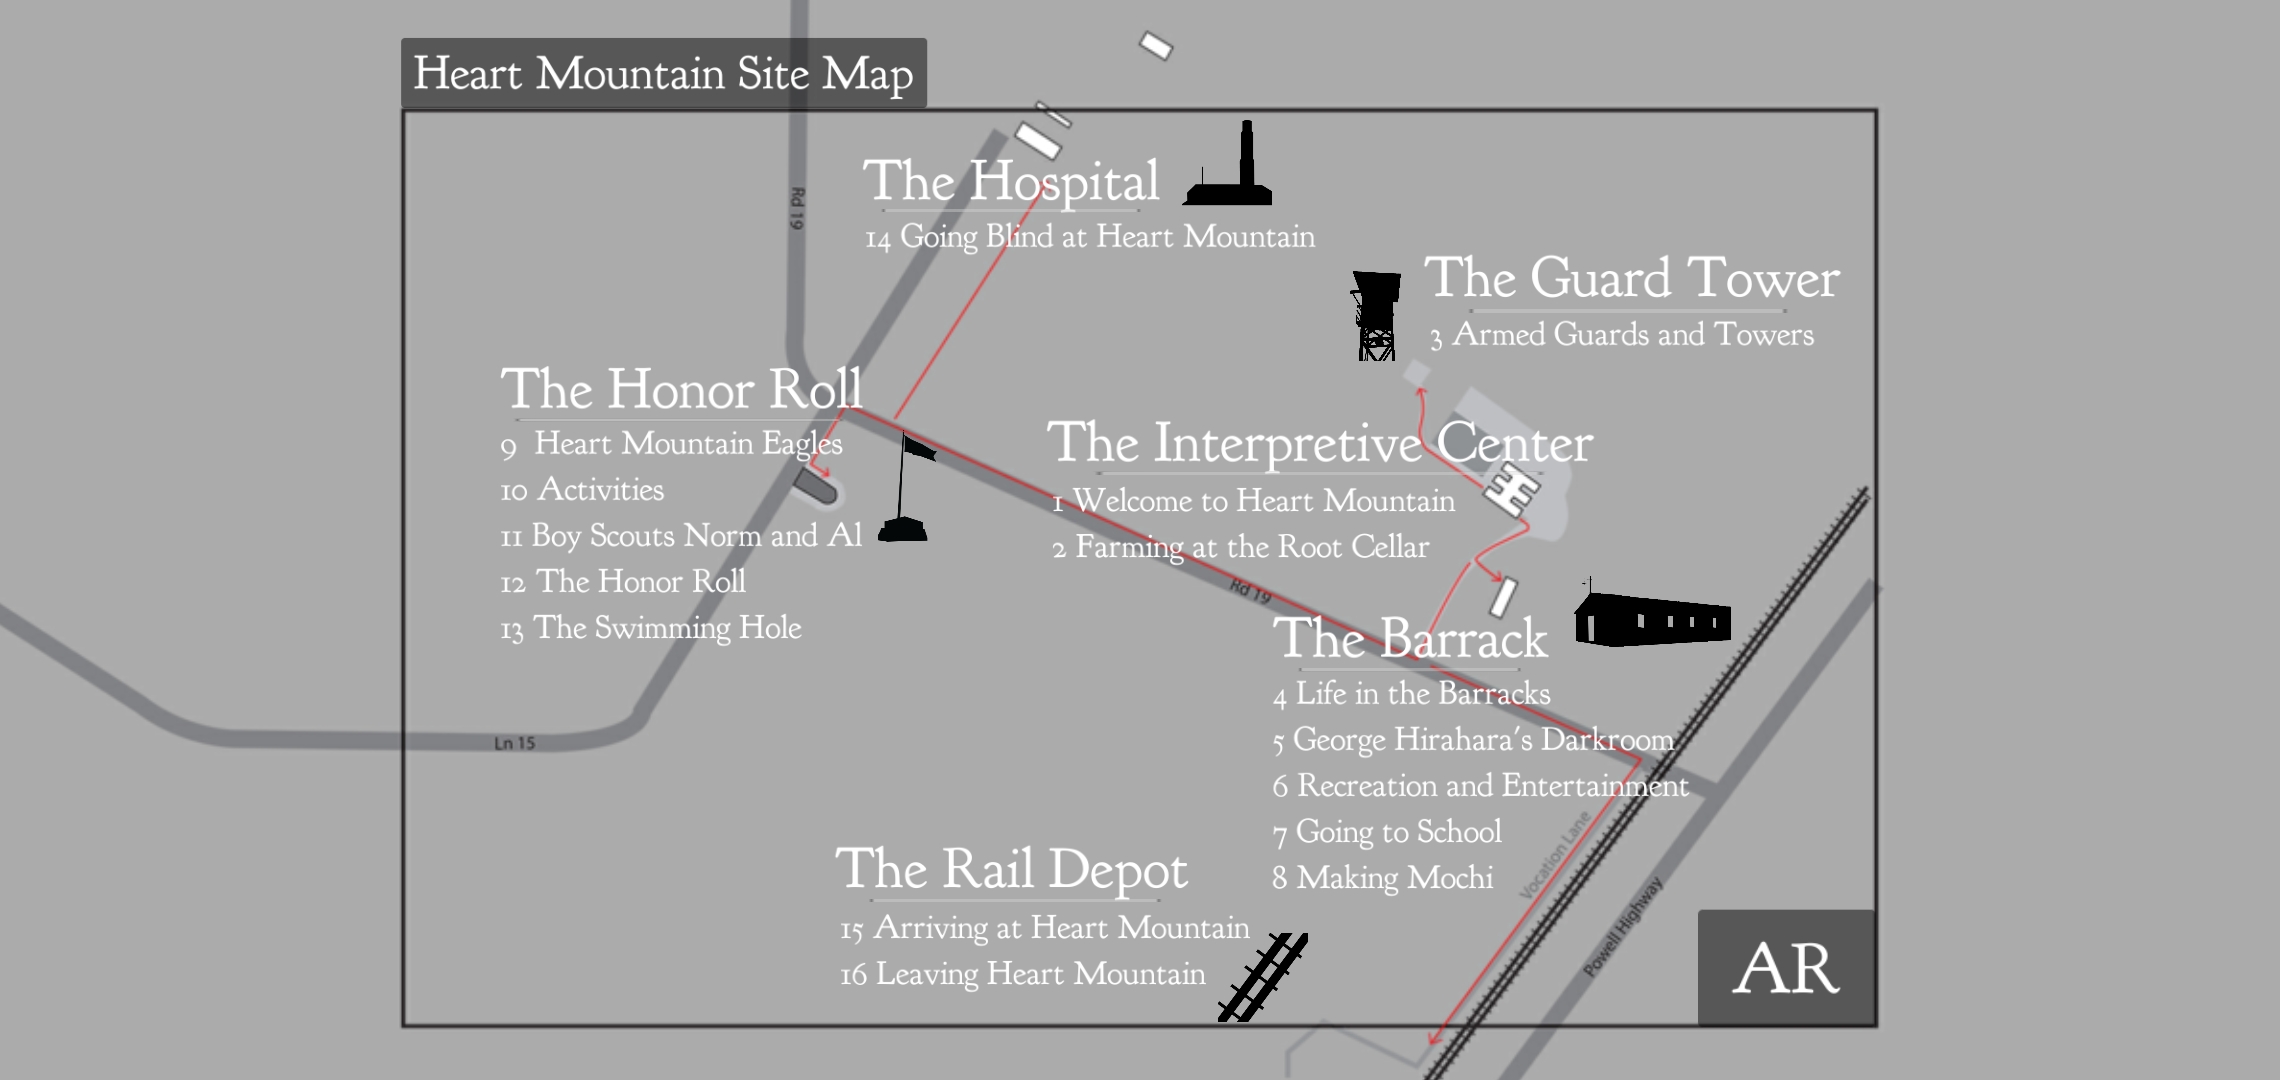 Heart Mountain Site Map
Rd 19
The Hospital
14 Going Blind at Heart Mountain
The Guard Tower
3 Armed Guards and Towers
The Honor Roll
9 Heart Mountain Eagles
10 Activities
11 Boy Scouts Norm and Al
12 The Honor Roll
13 The Swimming Hole
The Interpretive Center
1 Welcome to Heart Mountain
2 Farming at the Root Cellar
Rd 19
The Barrack
4 Life in the Barracks
5 George Hirahara's Darkroom
6 Recreation and Entertainment
7 Going to School
8 Making Mochi
Ln 15
The Rail Depot
15 Arriving at Heart Mountain
16 Leaving Heart Mountain
Vocation Lane
Powell Highway
AR